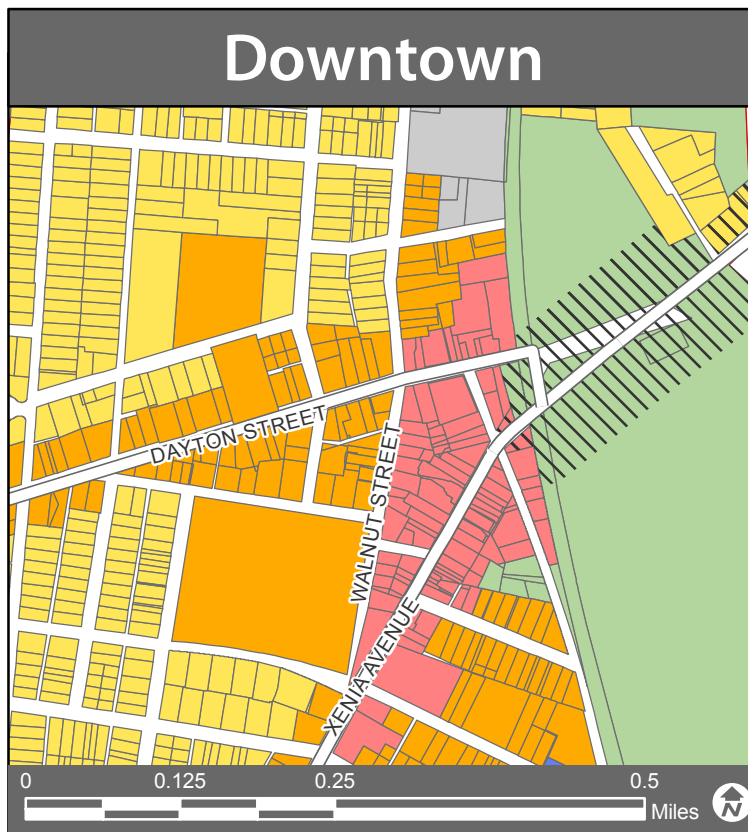 Downtown
DAYTON STREET
WALNUT STREET
XENIA AVENUE
0 0.125 0.25 0.5
Miles
N